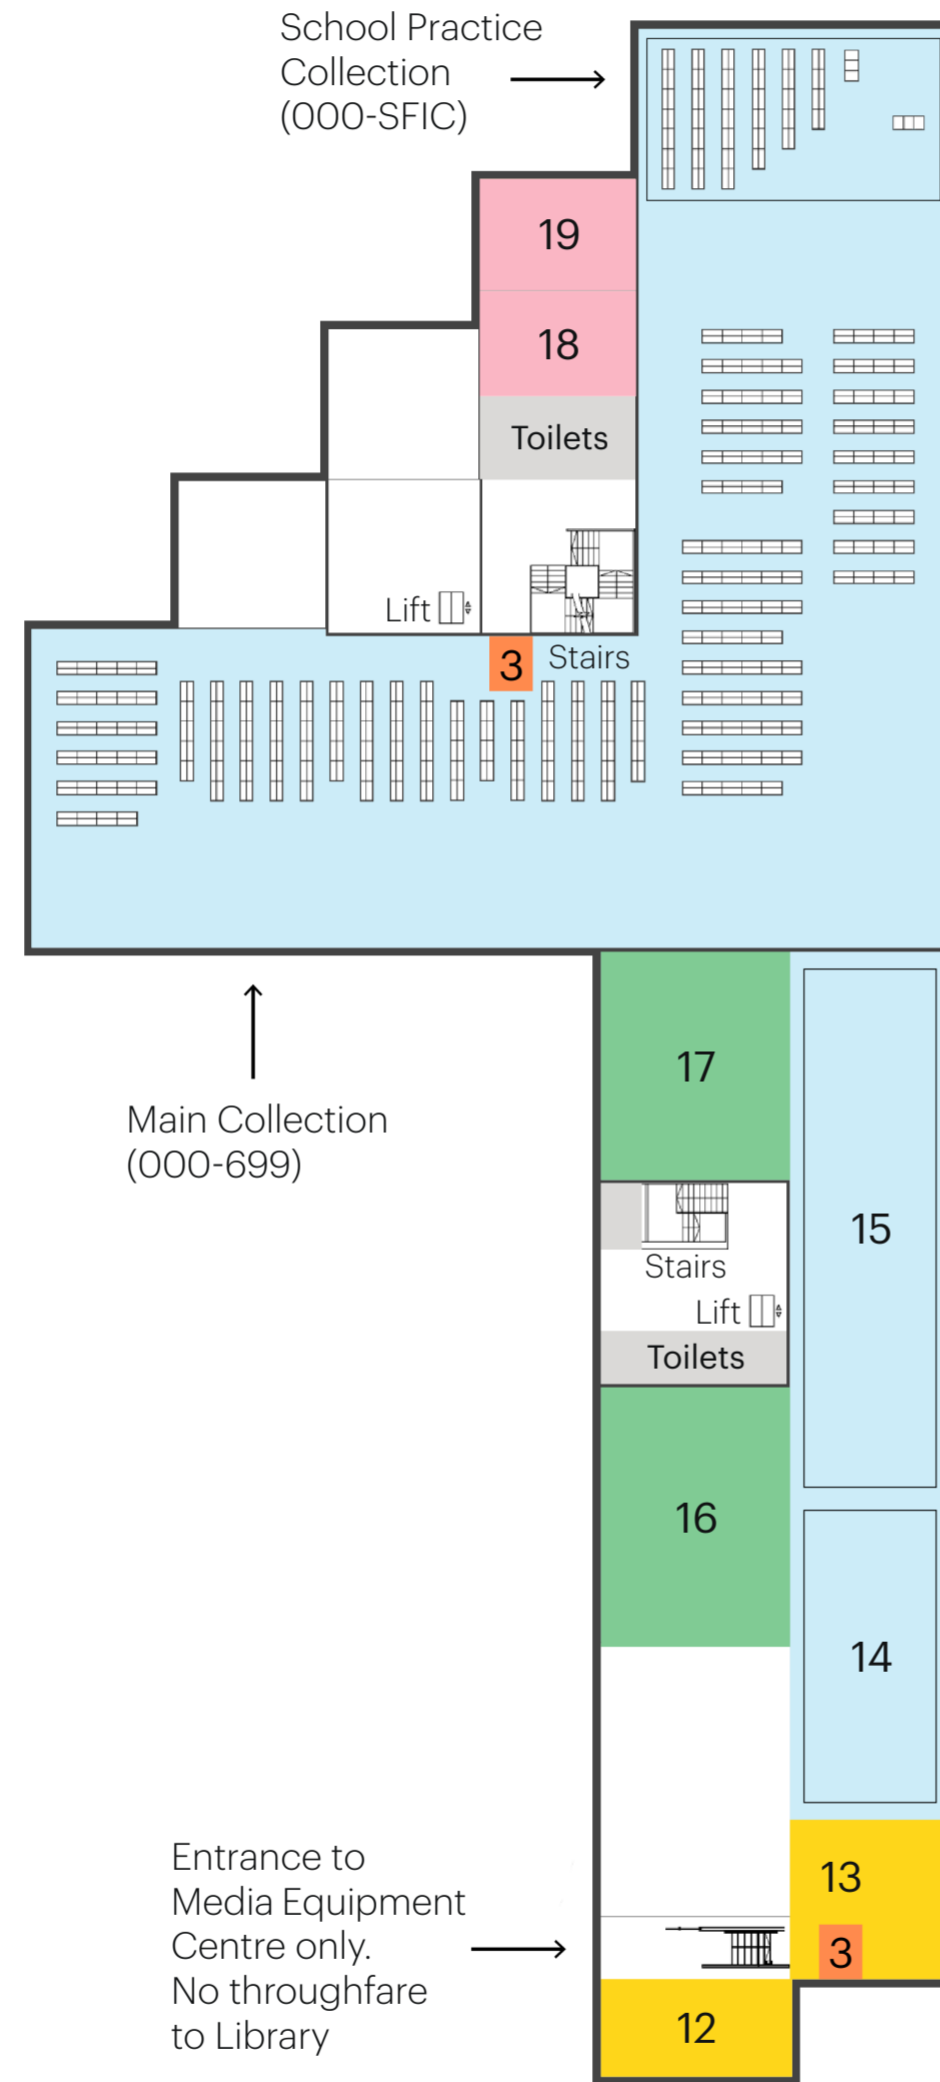 School Practice
Collection
(000-SFIC)
19
18
Toilets
Lift
3
Stairs
Main Collection
(000-699)
17
15
Stairs
Lift
Toilets
16
14
Entrance to
Media Equipment
Centre only.
No throughfare
to Library
13
3
12